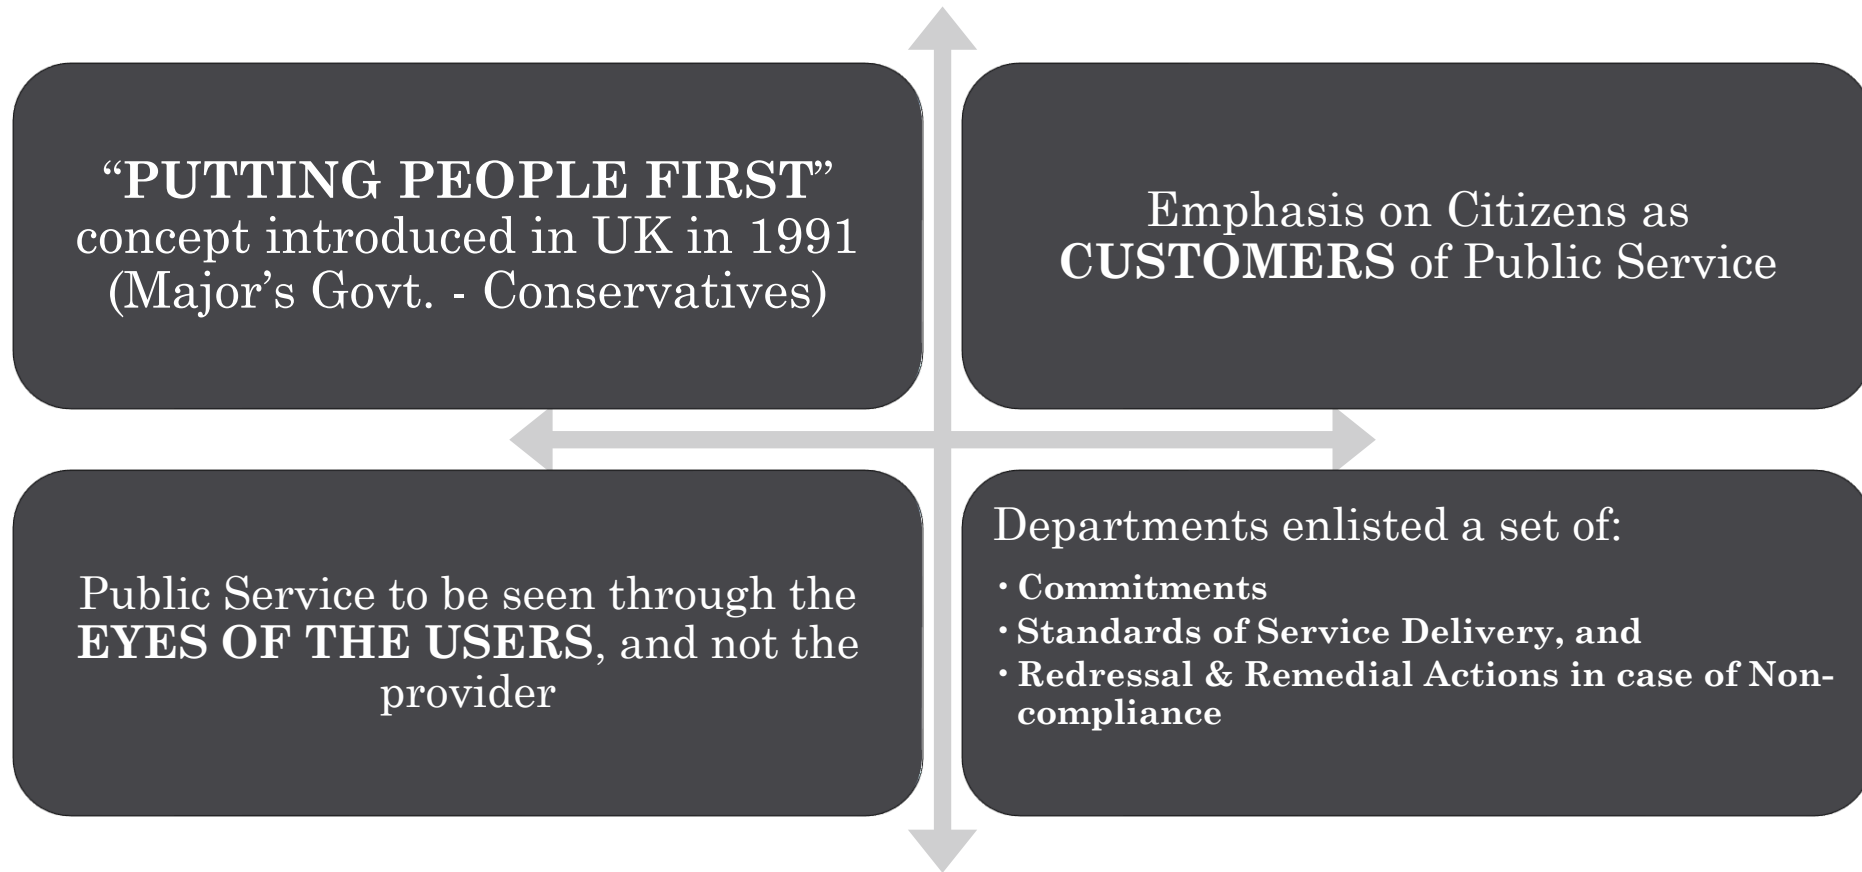 “PUTTING PEOPLE FIRST”
concept introduced in UK in 1991
(Major’s Govt. - Conservatives)
Emphasis on Citizens as
CUSTOMERS of Public Service
Public Service to be seen through the
EYES OF THE USERS, and not the
provider
Departments enlisted a set of:
• Commitments
• Standards of Service Delivery, and
• Redressal & Remedial Actions in case of Non-
compliance